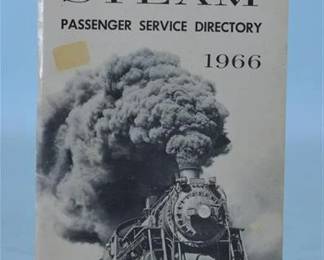 STEAM
PASSENGER SERVICE DIRECTORY
1966